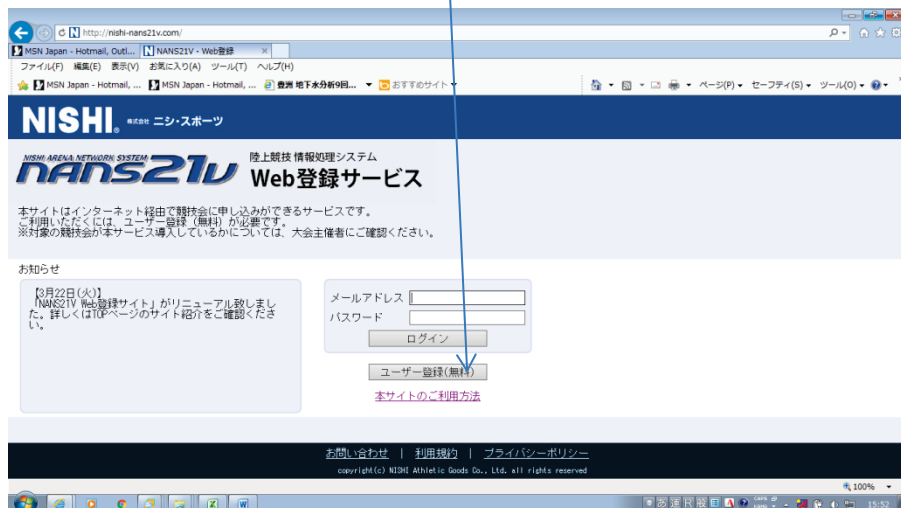 http://nishi-nans21v.com/
MSN Japan - Hotmail, Outl... NANS21V - Web登録 ×
ファイル(F) 編集(E) 表示(V) お気に入り(A) ツール(T) ヘルプ(H)
MSN Japan - Hotmail, ... MSN Japan - Hotmail, ... 豊洲 地下水分析9回... おすすめサイト ページ(P) セーフティ(S) ツール(O)
NISHI 株式会社 ニシ・スポーツ
NISHI ARENA NETWORK SYSTEM
nans21v
陸上競技 情報処理システム
Web登録サービス
本サイトはインターネット経由で競技会に申し込みができるサービスです。
ご利用いただくには、ユーザー登録（無料）が必要です。
※対象の競技会が本サービス導入しているかについては、大会主催者にご確認ください。
お知らせ
【3月22日(火)】
「NANS21V Web登録サイト」がリニューアル致しまし
た。詳しくはTOPページのサイト紹介をご確認くださ
い。
メールアドレス
パスワード
ログイン
ユーザー登録(無料)
本サイトのご利用方法
お問い合わせ | 利用規約 | プライバシーポリシー
copyright(c) NISHI Athletic Goods Co., Ltd. all rights reserved
100%
あ 連 R 般
15:52